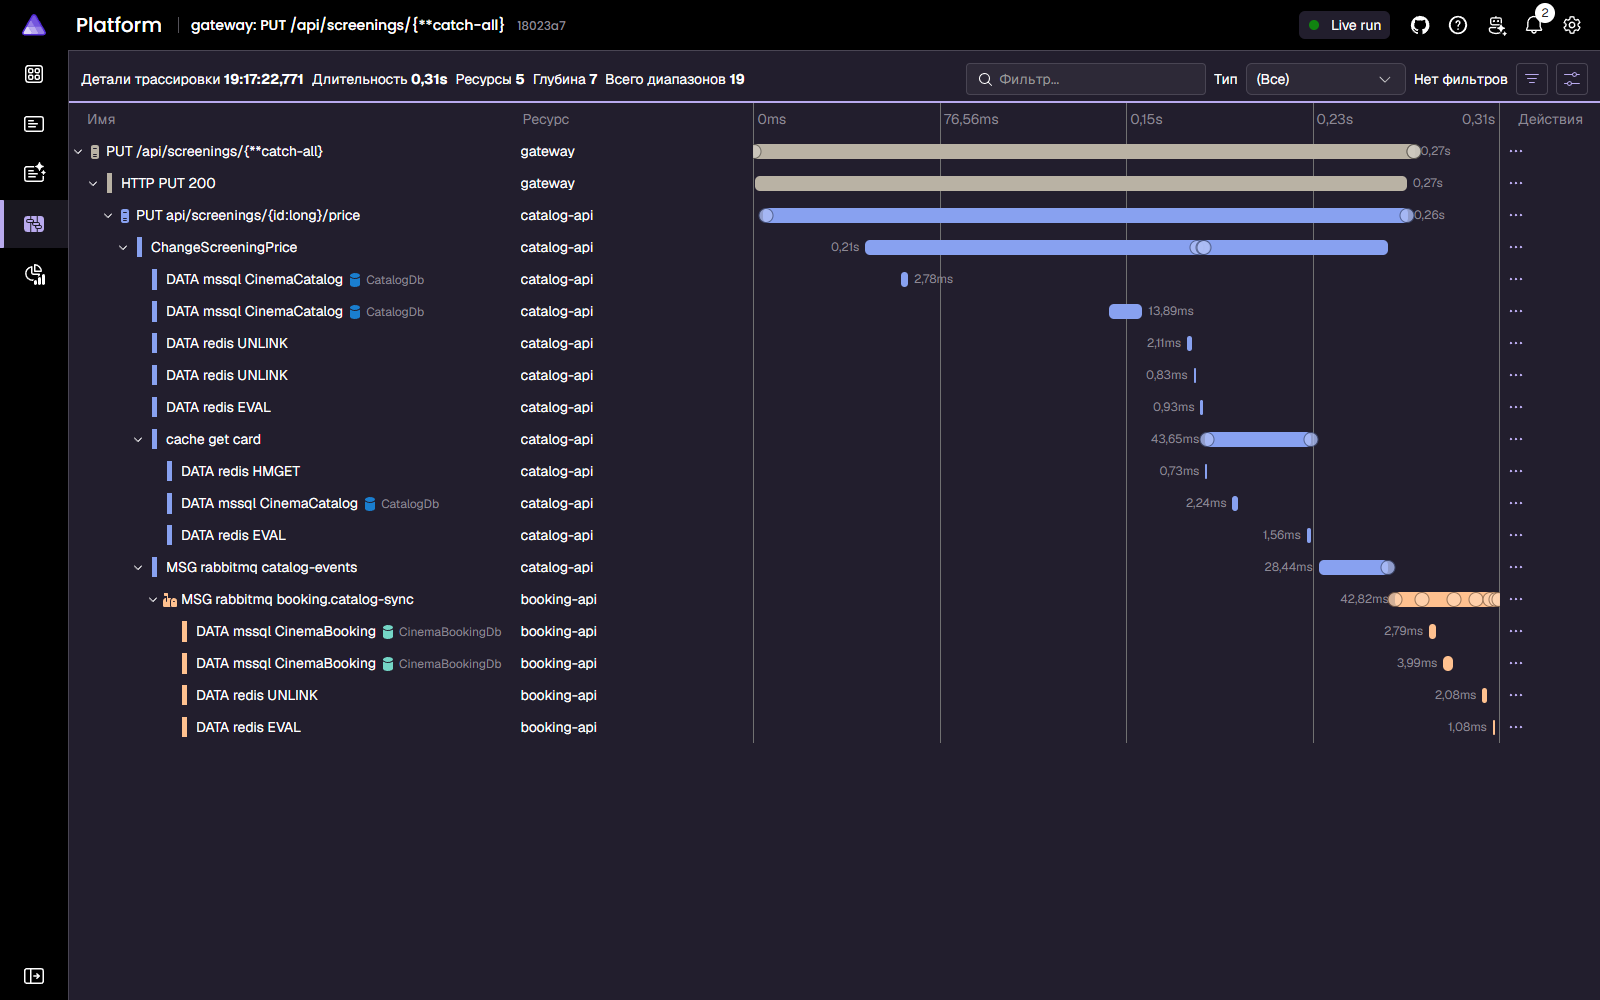 Platform gateway: PUT /api/screenings/{**catch-all} 18023a7 Live run 2
Детали трассировки 19:17:22,771 Длительность 0,31s Ресурсы 5 Глубина 7 Всего диапазонов 19 Фильтр... Тип (Все) Нет фильтров
Имя Ресурс 0ms 76,56ms 0,15s 0,23s 0,31s Действия
PUT /api/screenings/{**catch-all} gateway 0,27s
HTTP PUT 200 gateway 0,27s
PUT api/screenings/{id:long}/price catalog-api 0,26s
ChangeScreeningPrice catalog-api 0,21s
DATA mssql CinemaCatalog CatalogDb catalog-api 2,78ms
DATA mssql CinemaCatalog CatalogDb catalog-api 13,89ms
DATA redis UNLINK catalog-api 2,11ms
DATA redis UNLINK catalog-api 0,83ms
DATA redis EVAL catalog-api 0,93ms
cache get card catalog-api 43,65ms
DATA redis HMGET catalog-api 0,73ms
DATA mssql CinemaCatalog CatalogDb catalog-api 2,24ms
DATA redis EVAL catalog-api 1,56ms
MSG rabbitmq catalog-events catalog-api 28,44ms
MSG rabbitmq booking.catalog-sync booking-api 42,82ms
DATA mssql CinemaBooking CinemaBookingDb booking-api 2,79ms
DATA mssql CinemaBooking CinemaBookingDb booking-api 3,99ms
DATA redis UNLINK booking-api 2,08ms
DATA redis EVAL booking-api 1,08ms